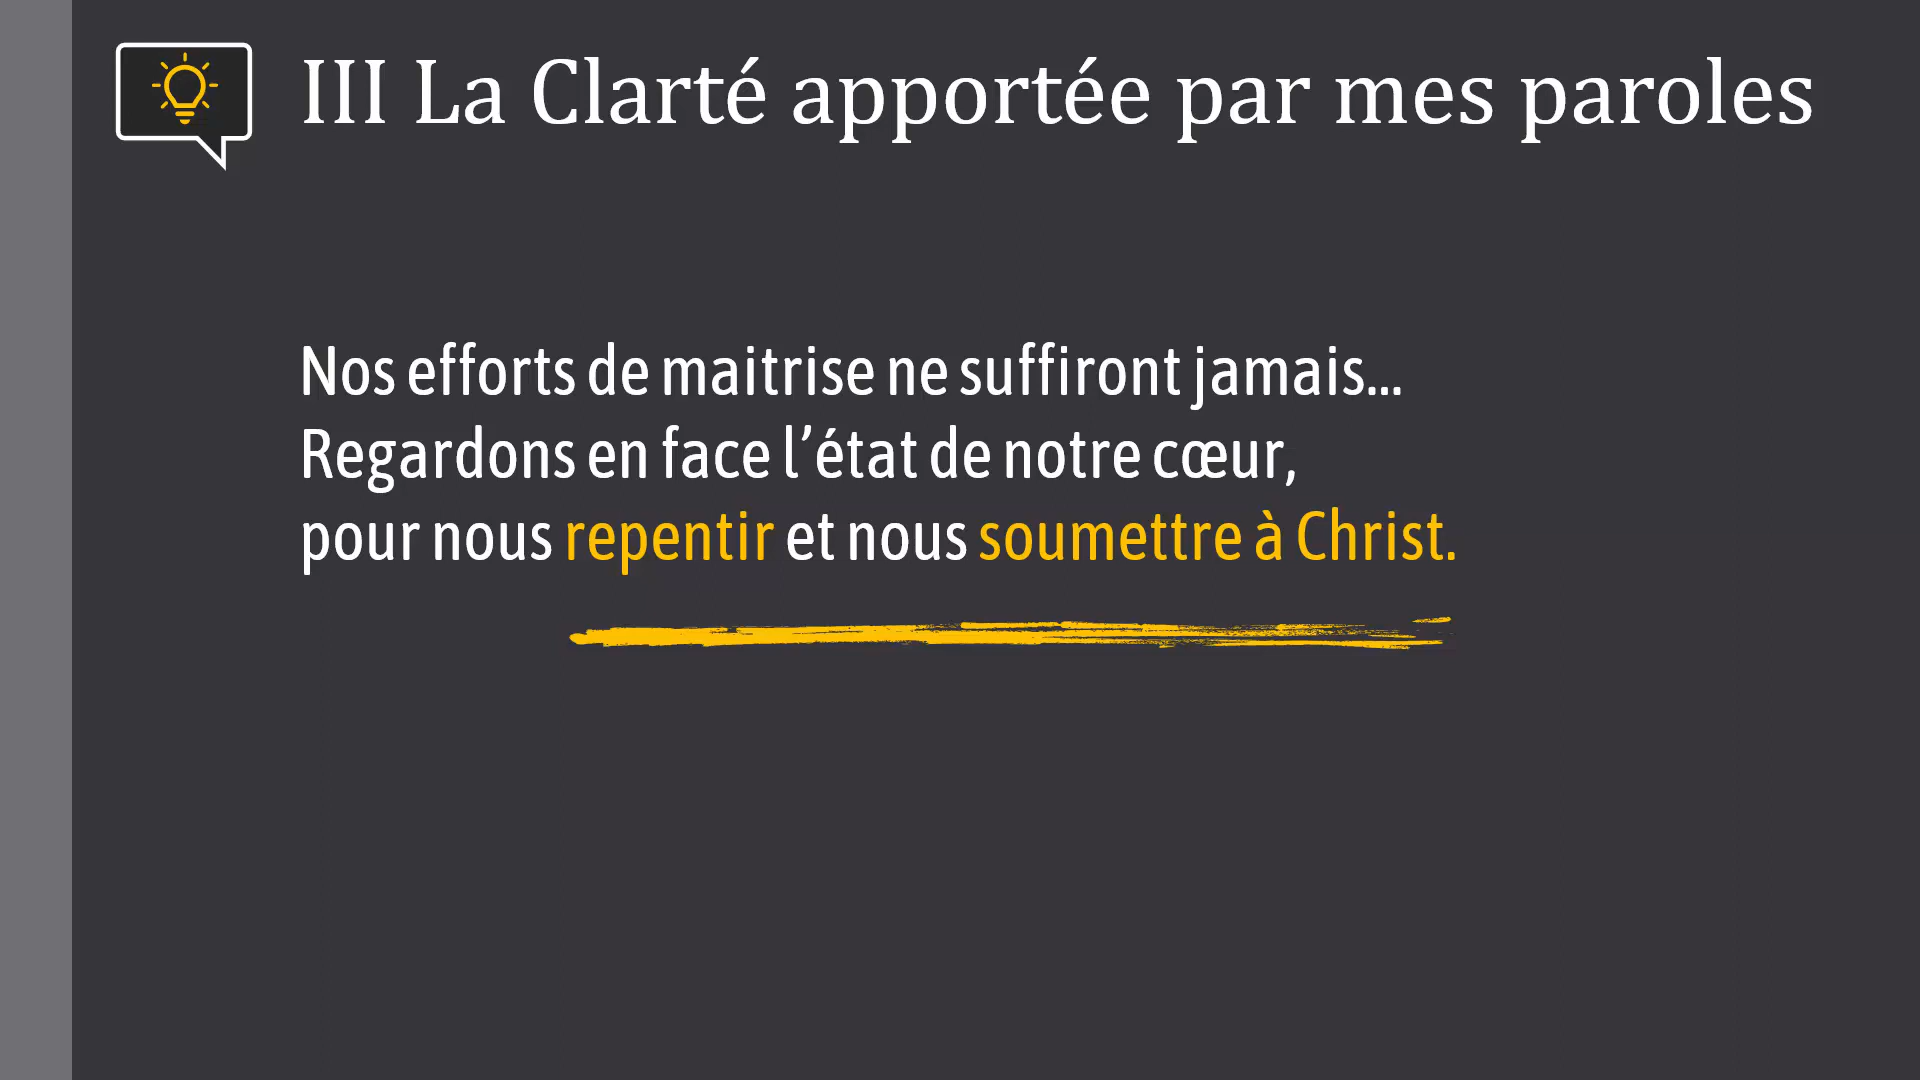 III La Clarté apportée par mes paroles
Nos efforts de maitrise ne suffiront jamais...
Regardons en face l’état de notre cœur,
pour nous repentir et nous soumettre à Christ.